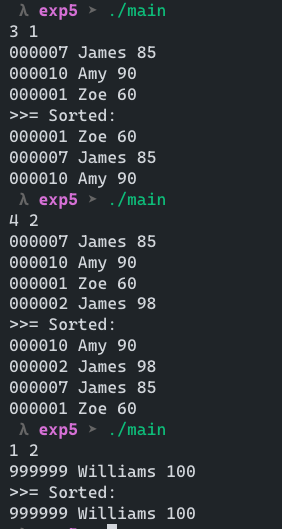 λ exp5 ➤ ./main
3 1
000007 James 85
000010 Amy 90
000001 Zoe 60
>>= Sorted:
000001 Zoe 60
000007 James 85
000010 Amy 90
λ exp5 ➤ ./main
4 2
000007 James 85
000010 Amy 90
000001 Zoe 60
000002 James 98
>>= Sorted:
000010 Amy 90
000002 James 98
000007 James 85
000001 Zoe 60
λ exp5 ➤ ./main
1 2
999999 Williams 100
>>= Sorted:
999999 Williams 100